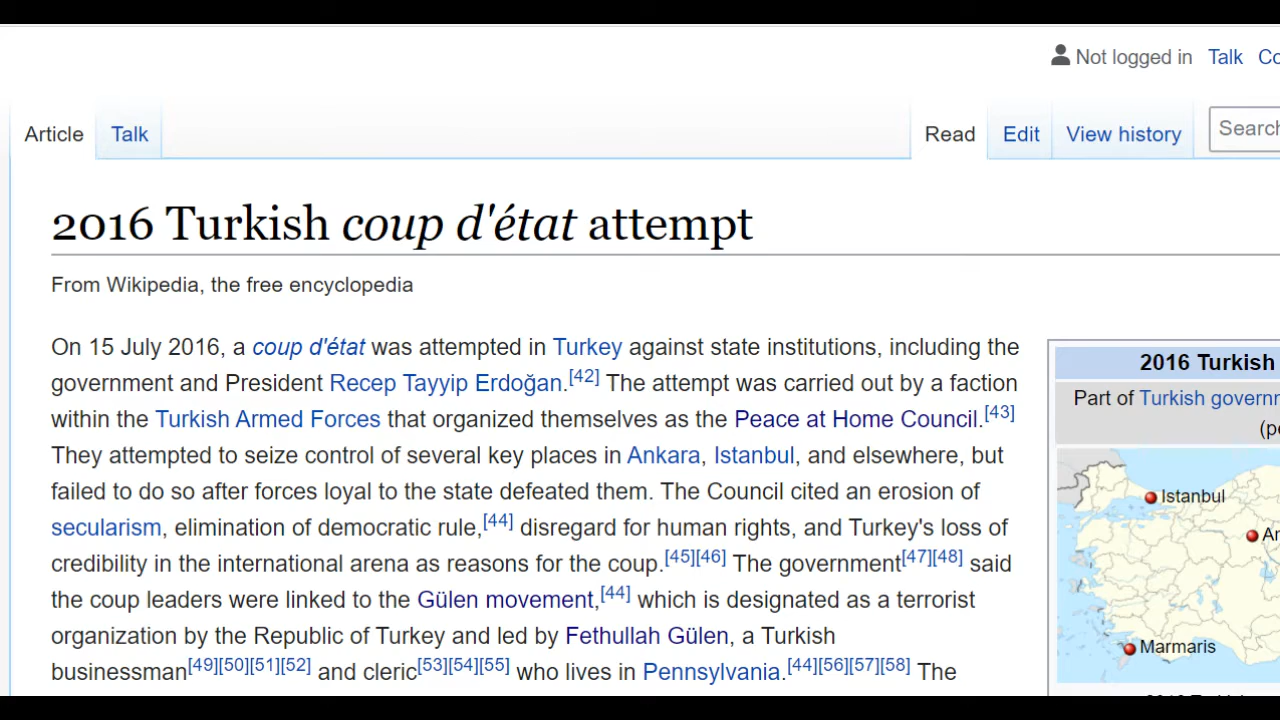 Not logged in Talk
Article Talk Read Edit View history Search
2016 Turkish coup d'état attempt
From Wikipedia, the free encyclopedia
On 15 July 2016, a coup d'état was attempted in Turkey against state institutions, including the
government and President Recep Tayyip Erdoğan.[42] The attempt was carried out by a faction
within the Turkish Armed Forces that organized themselves as the Peace at Home Council.[43]
They attempted to seize control of several key places in Ankara, Istanbul, and elsewhere, but
failed to do so after forces loyal to the state defeated them. The Council cited an erosion of
secularism, elimination of democratic rule,[44] disregard for human rights, and Turkey's loss of
credibility in the international arena as reasons for the coup.[45][46] The government[47][48] said
the coup leaders were linked to the Gülen movement,[44] which is designated as a terrorist
organization by the Republic of Turkey and led by Fethullah Gülen, a Turkish
businessman[49][50][51][52] and cleric[53][54][55] who lives in Pennsylvania.[44][56][57][58] The
2016 Turkish
Part of Turkish
Istanbul
Marmaris